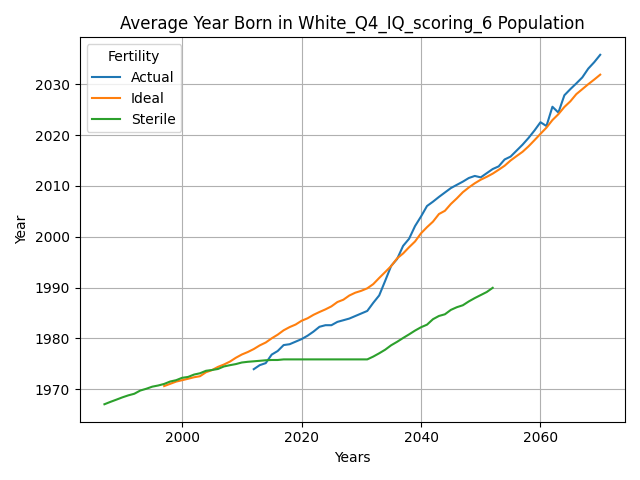 Average Year Born in White_Q4_IQ_scoring_6 Population
Fertility
Actual
Ideal
Sterile
2030
2020
2010
2000
1990
1980
1970
Year
2000
2020
2040
2060
Years